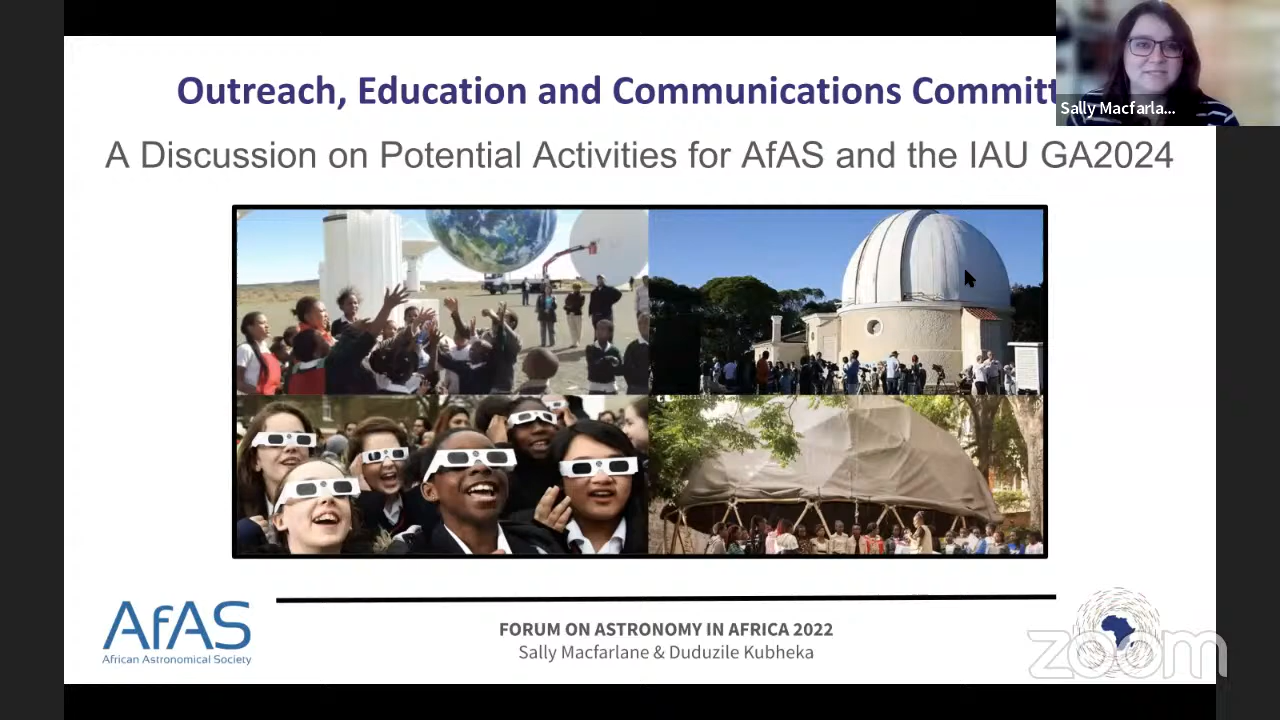 Outreach, Education and Communications Committ
Sally Macfarla...
A Discussion on Potential Activities for AfAS and the IAU GA2024
AfAS
African Astronomical Society
FORUM ON ASTRONOMY IN AFRICA 2022
Sally Macfarlane & Duduzile Kubheka
zoom